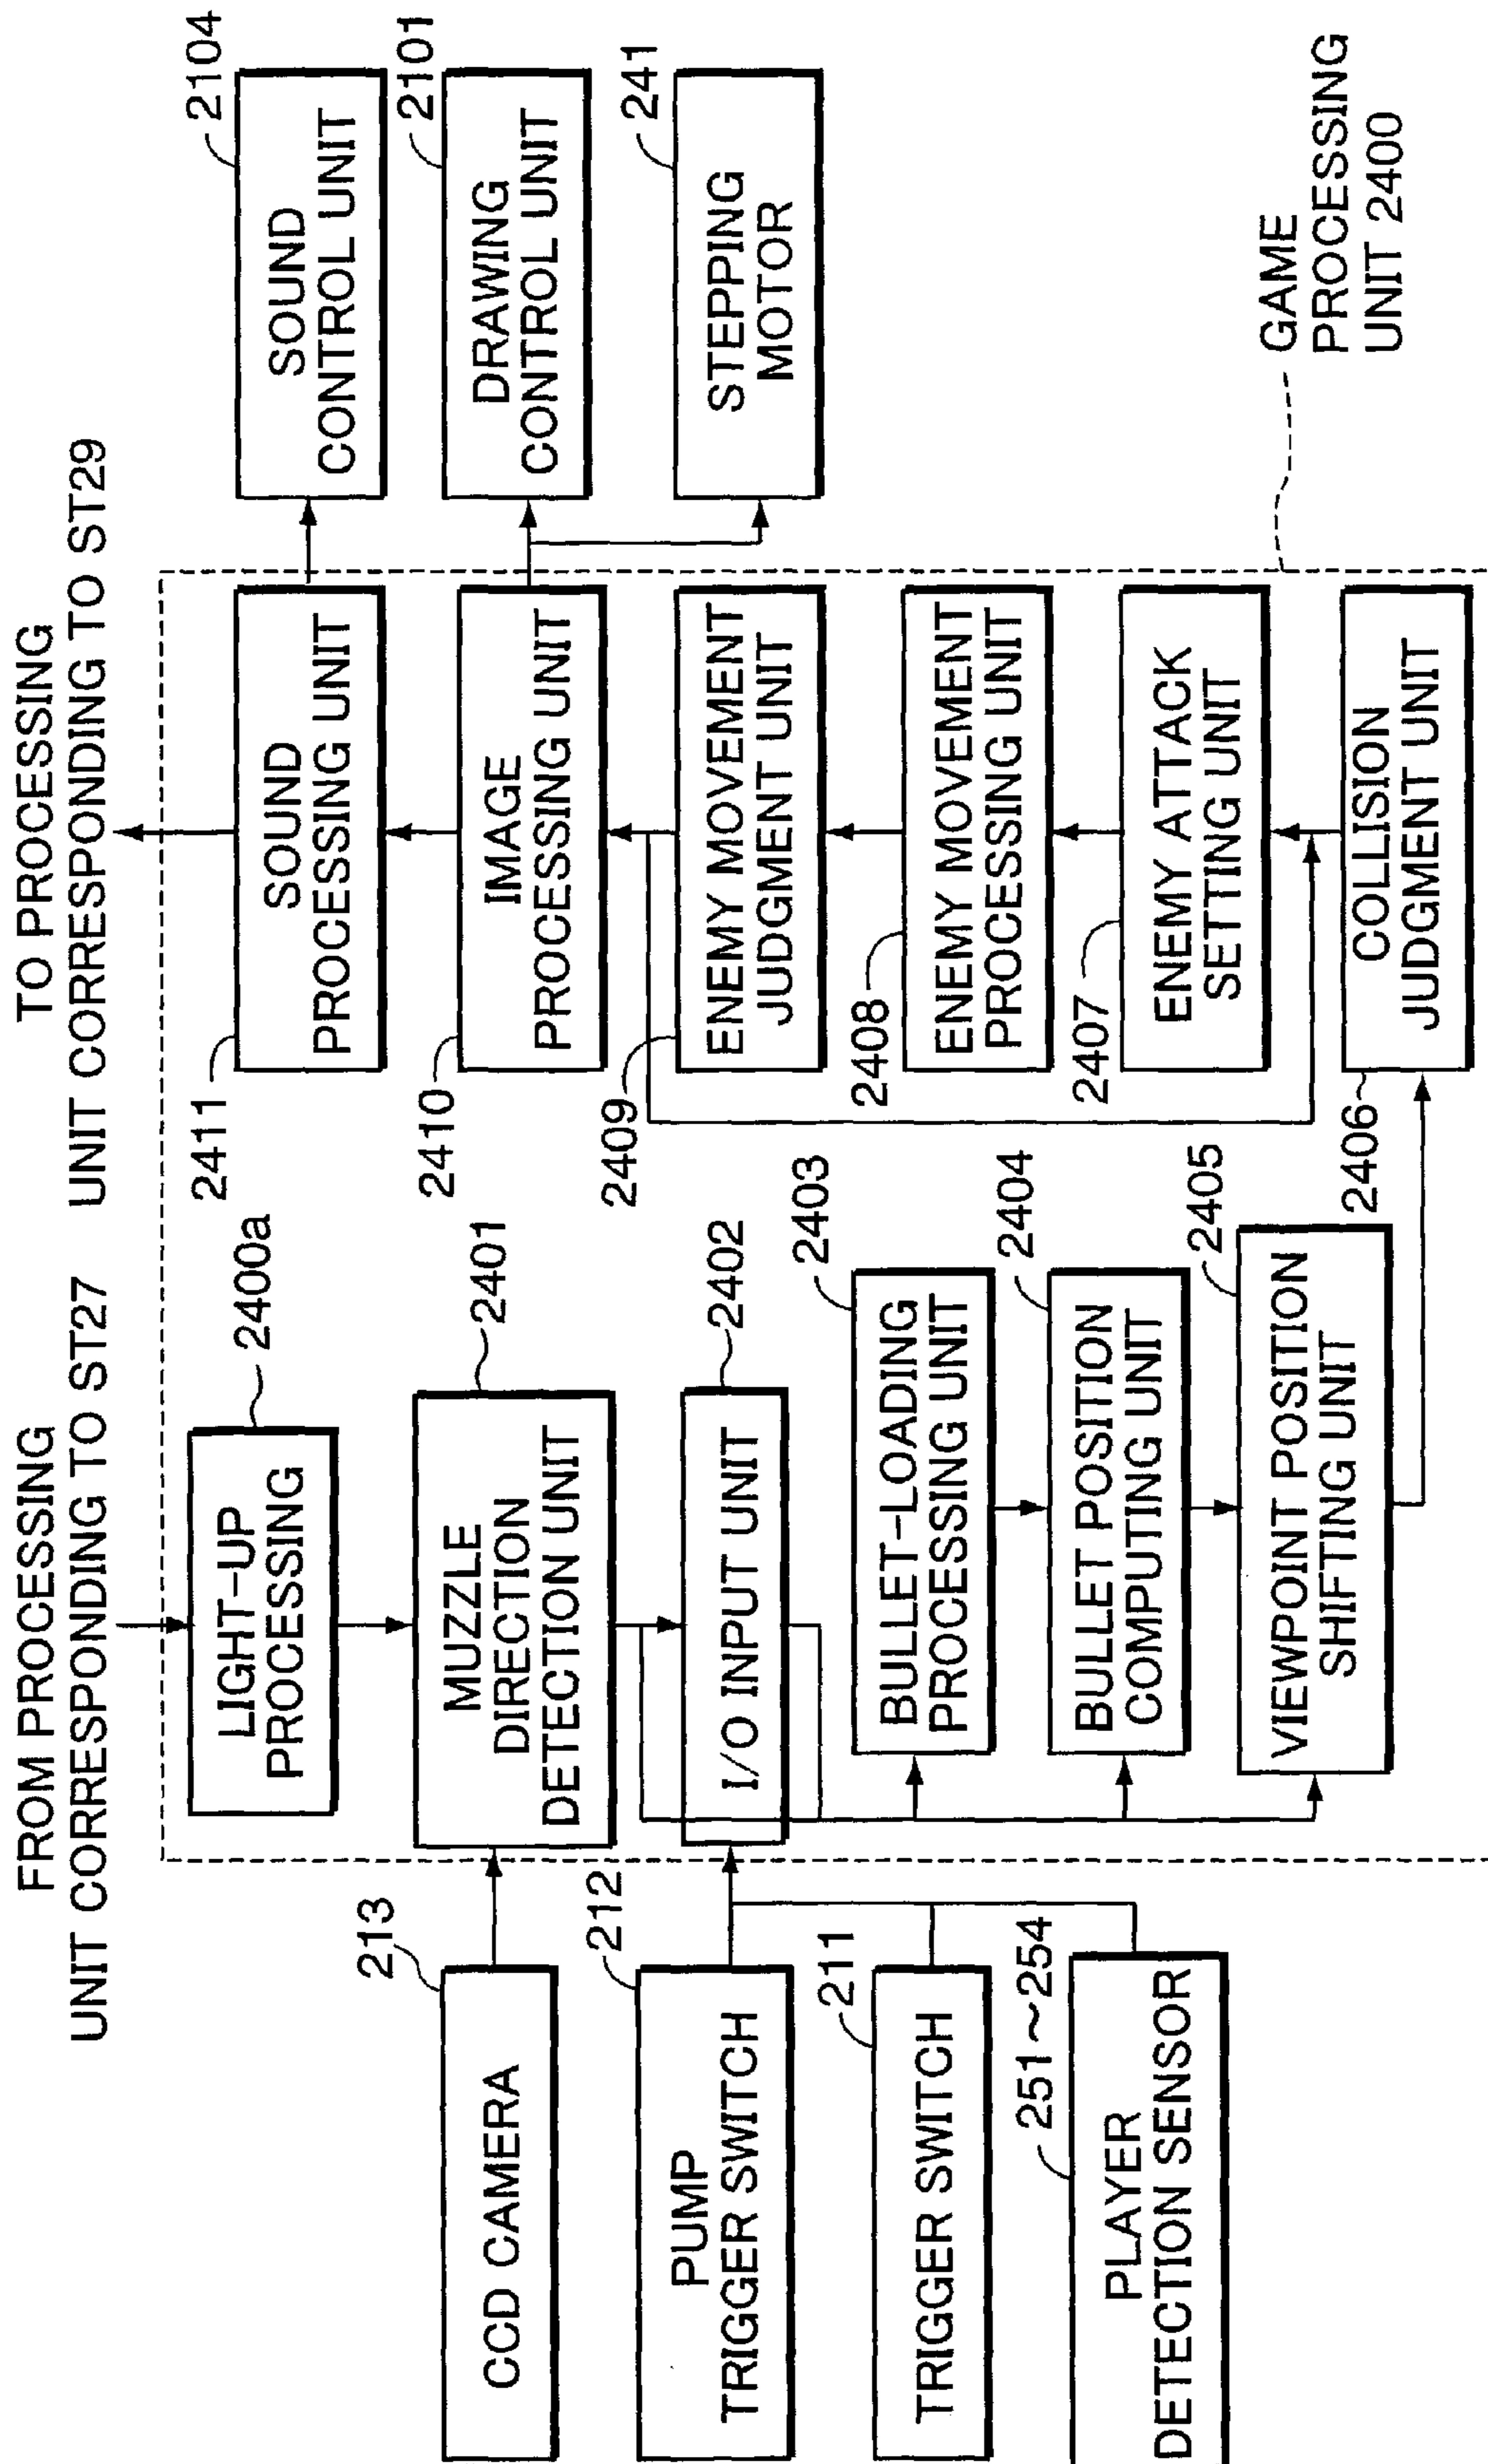 FROM PROCESSING
UNIT CORRESPONDING TO ST27
TO PROCESSING
UNIT CORRESPONDING TO ST29
213
CCD CAMERA
212
PUMP
TRIGGER SWITCH
211
TRIGGER SWITCH
251~254
PLAYER
DETECTION SENSOR
2400a
LIGHT-UP
PROCESSING
2401
MUZZLE
DIRECTION
DETECTION UNIT
2402
I/O INPUT UNIT
2403
BULLET-LOADING
PROCESSING UNIT
2404
BULLET POSITION
COMPUTING UNIT
2405
VIEWPOINT POSITION
SHIFTING UNIT
2411
SOUND
PROCESSING UNIT
2410
IMAGE
PROCESSING UNIT
2409
ENEMY MOVEMENT
JUDGMENT UNIT
2408
ENEMY MOVEMENT
PROCESSING UNIT
2407
ENEMY ATTACK
SETTING UNIT
2406
COLLISION
JUDGMENT UNIT
2104
SOUND
CONTROL UNIT
2101
DRAWING
CONTROL UNIT
241
STEPPING
MOTOR
GAME
PROCESSING
UNIT 2400